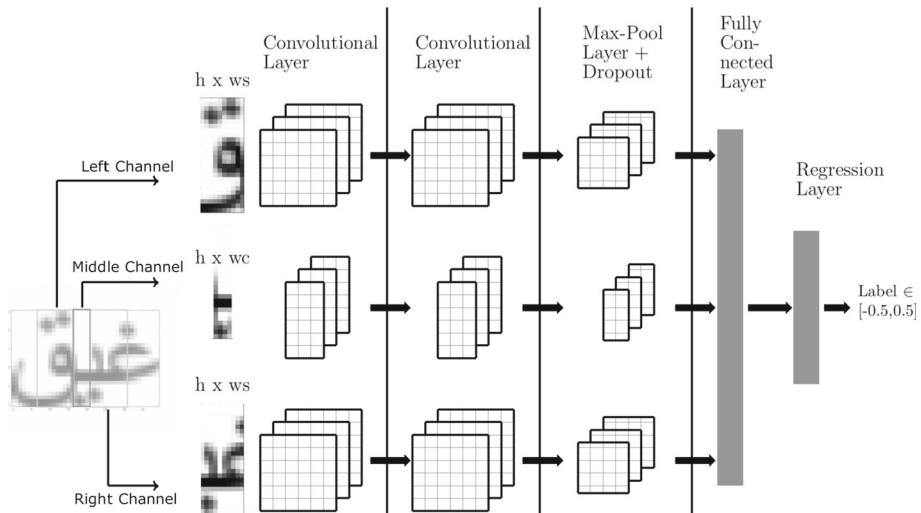 Convolutional
Layer
Convolutional
Layer
Max-Pool
Layer +
Dropout
Fully
Con-
nected
Layer
h x ws
Left Channel
Regression
Layer
h x wc
Middle Channel
Label ∈
[-0.5,0.5]
غبيق
h x ws
Right Channel